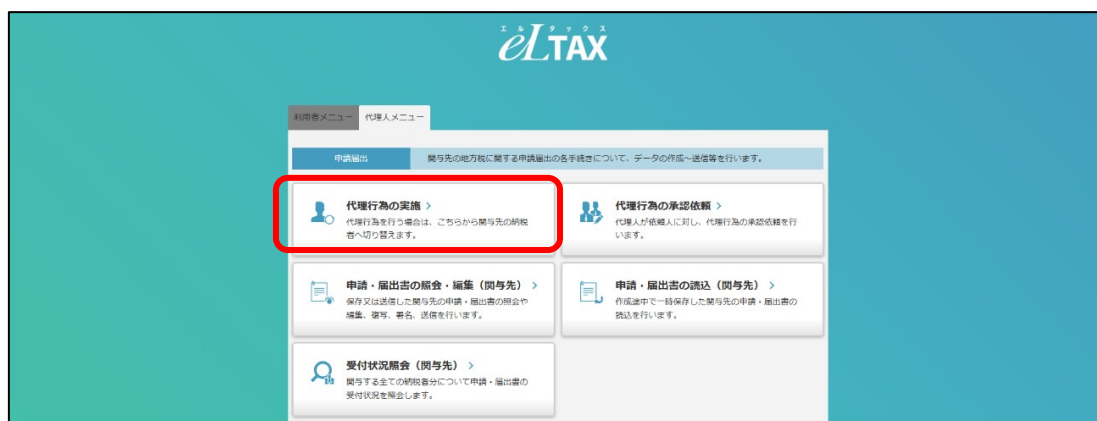 エルタックス
eLTAX
利用者メニュー 代理人メニュー
申請届出 関与先の地方税に関する申請届出の各手続きについて、データの作成~送信等を行います。
代理行為の実施 >
代理行為を行う場合は、こちらから関与先の納税
者へ切り替えます。
代理行為の承認依頼 >
代理人が依頼人に対し、代理行為の承認依頼を行
います。
申請・届出書の照会・編集（関与先） >
保存又は送信した関与先の申請・届出書の照会や
編集、複写、署名、送信を行います。
申請・届出書の読込（関与先） >
作成途中で一時保存した関与先の申請・届出書の
読込を行います。
受付状況照会（関与先） >
関与する全ての納税者分について申請・届出書の
受付状況を照会します。